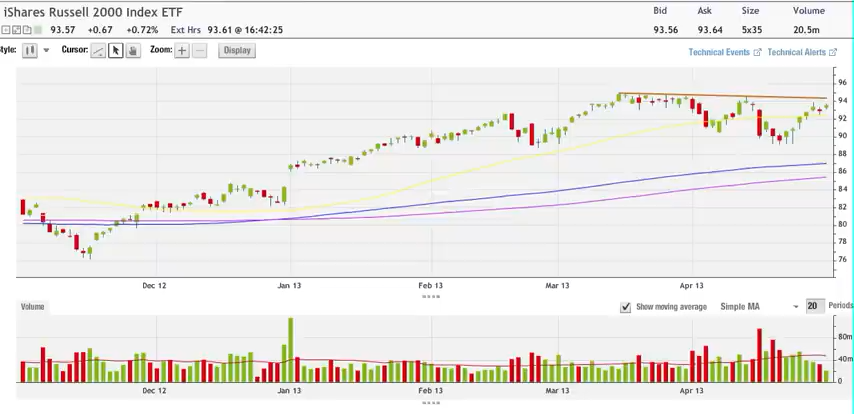 iShares Russell 2000 Index ETF
Bid Ask Size Volume
93.57 +0.67 +0.72% Ext Hrs 93.61 @ 16:42:25 93.56 93.64 5x35 20.5m
Style: Cursor: Zoom: + − Display Technical Events Technical Alerts
96
94
92
90
88
86
84
82
80
78
76
Dec 12 Jan 13 Feb 13 Mar 13 Apr 13
Volume Show moving average Simple MA 20 Periods
80m
40m
0
Dec 12 Jan 13 Feb 13 Mar 13 Apr 13